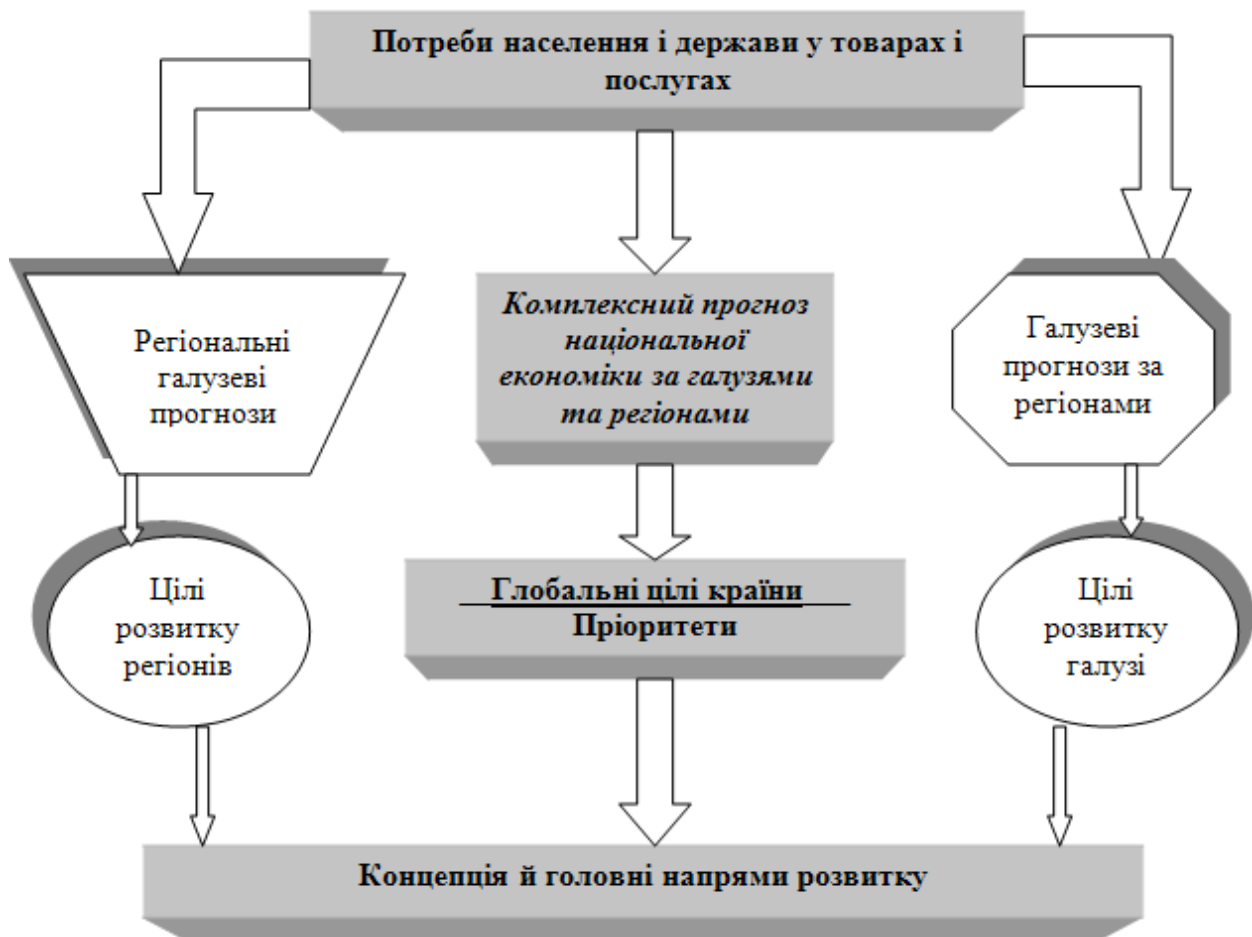 Потреби населення і держави у товарах і
послугах
Регіональні
галузеві
прогнози
Комплексний прогноз
національної
економіки за галузями
та регіонами
Галузеві
прогнози за
регіонами
Цілі
розвитку
регіонів
Глобальні цілі країни
Пріоритети
Цілі
розвитку
галузі
Концепція й головні напрями розвитку